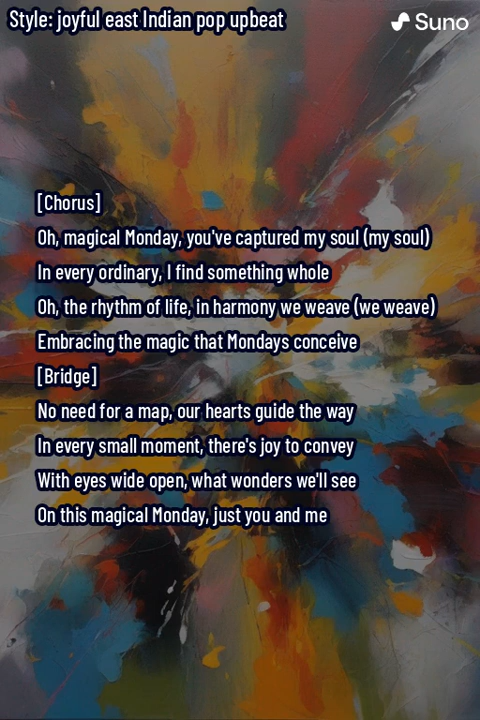 Style: joyful east Indian pop upbeat
Suno
[Chorus]
Oh, magical Monday, you've captured my soul (my soul)
In every ordinary, I find something whole
Oh, the rhythm of life, in harmony we weave (we weave)
Embracing the magic that Mondays conceive
[Bridge]
No need for a map, our hearts guide the way
In every small moment, there's joy to convey
With eyes wide open, what wonders we'll see
On this magical Monday, just you and me